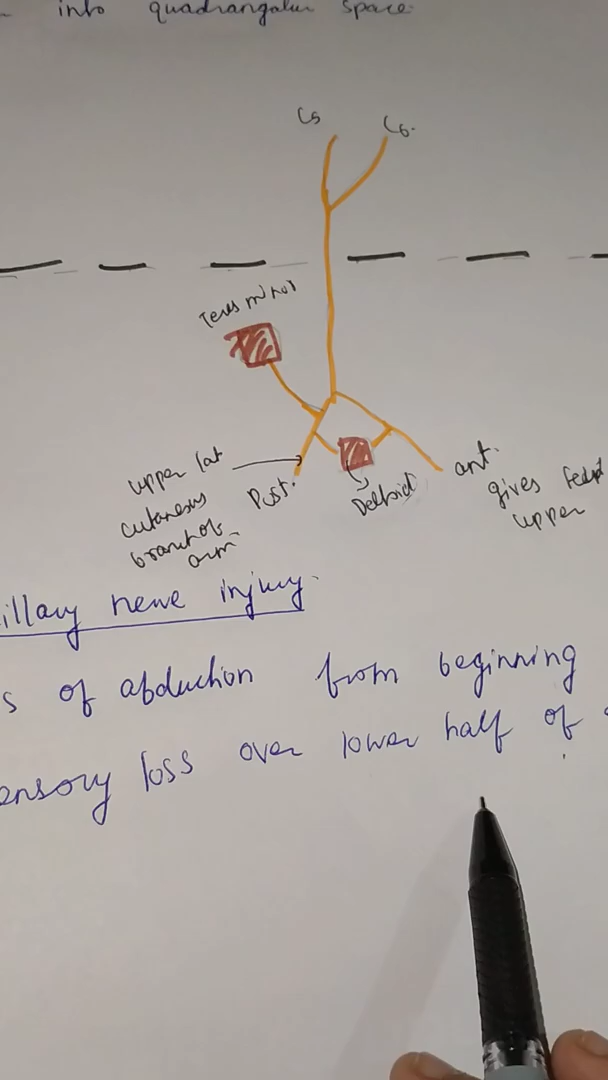 into quadrangular space.
C5
C6.
Teres minor
upper lat
cutaneous
branch of
arm
Post.
Deltoid
ant.
gives
upper
illary nerve injury.
s of abduction from beginning
ensory loss over lower half of